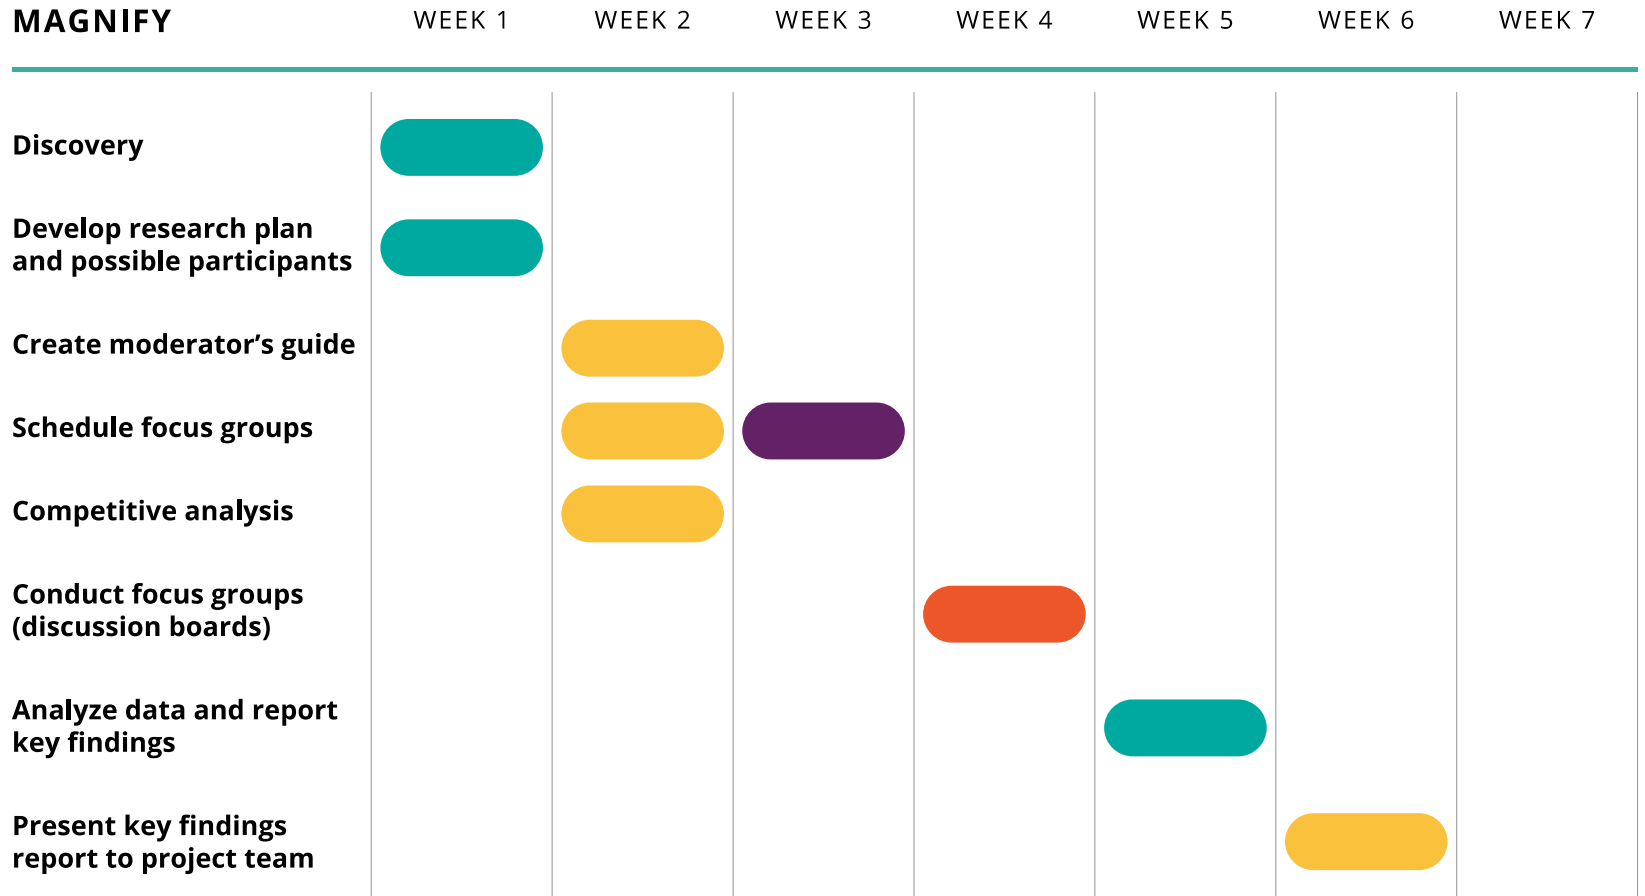 MAGNIFY WEEK 1 WEEK 2 WEEK 3 WEEK 4 WEEK 5 WEEK 6 WEEK 7
Discovery
Develop research plan
and possible participants
Create moderator’s guide
Schedule focus groups
Competitive analysis
Conduct focus groups
(discussion boards)
Analyze data and report
key findings
Present key findings
report to project team